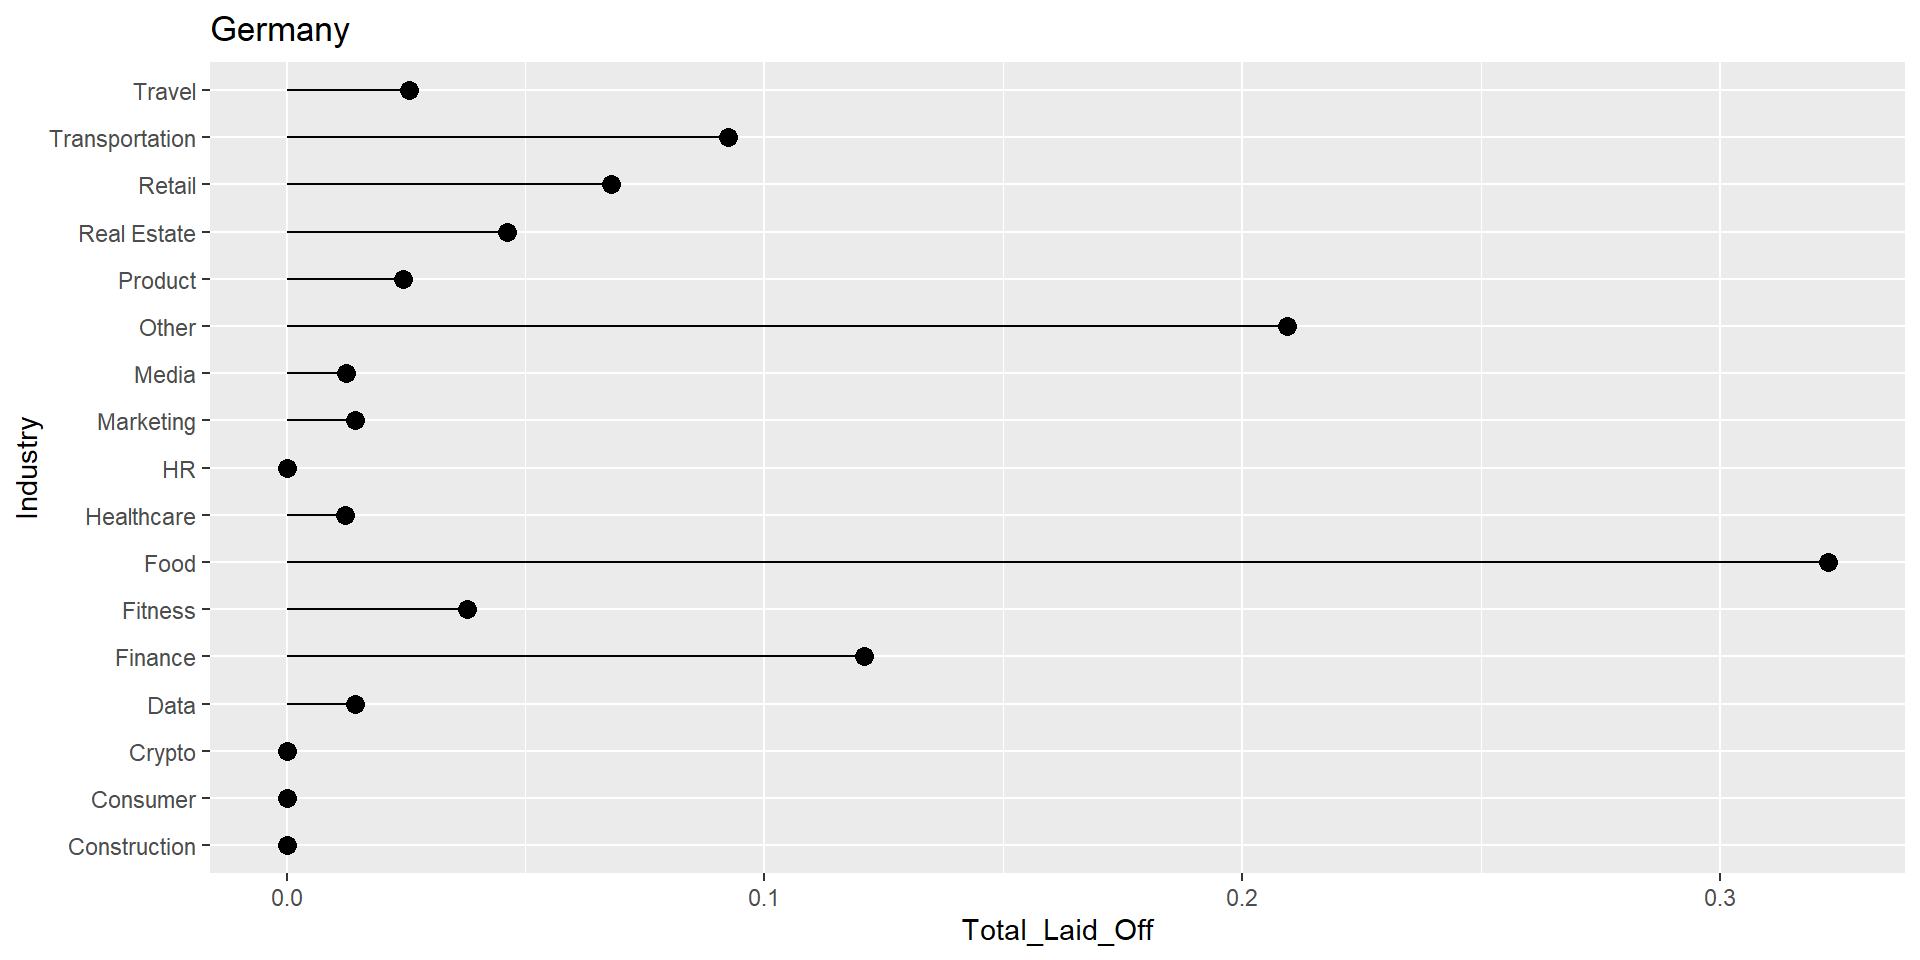 Germany
Industry
Travel
Transportation
Retail
Real Estate
Product
Other
Media
Marketing
HR
Healthcare
Food
Fitness
Finance
Data
Crypto
Consumer
Construction
0.0 0.1 0.2 0.3
Total_Laid_Off